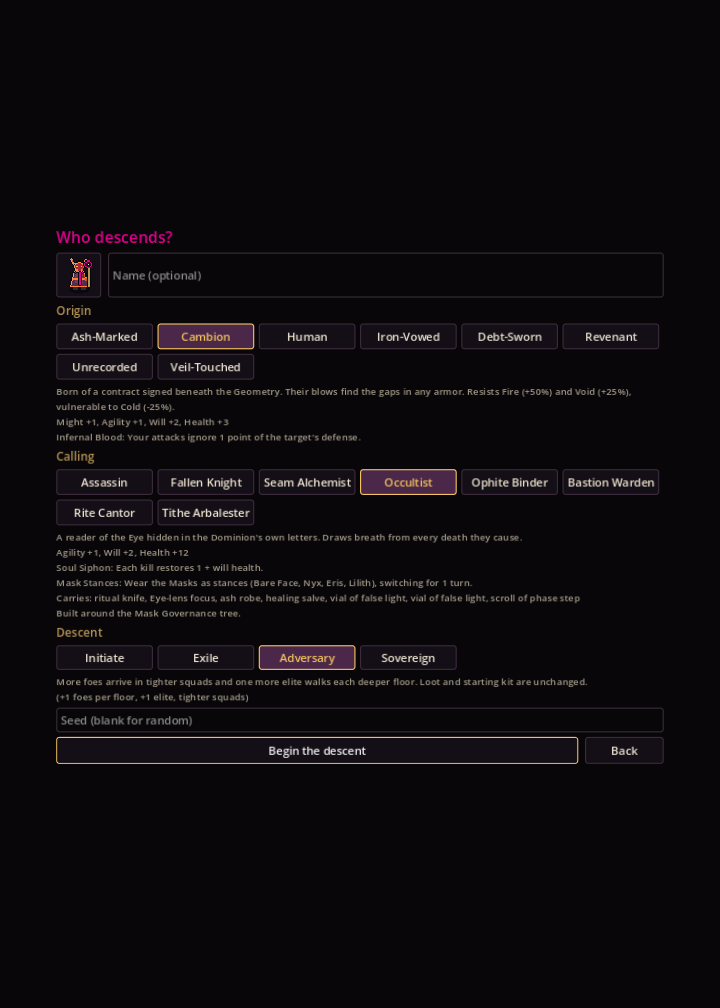 Who descends?
Name (optional)
Origin
Ash-Marked Cambion Human Iron-Vowed Debt-Sworn Revenant
Unrecorded Veil-Touched
Born of a contract signed beneath the Geometry. Their blows find the gaps in any armor. Resists Fire (+50%) and Void (+25%),
vulnerable to Cold (-25%).
Might +1, Agility +1, Will +2, Health +3
Infernal Blood: Your attacks ignore 1 point of the target's defense.
Calling
Assassin Fallen Knight Seam Alchemist Occultist Ophite Binder Bastion Warden
Rite Cantor Tithe Arbalester
A reader of the Eye hidden in the Dominion's own letters. Draws breath from every death they cause.
Agility +1, Will +2, Health +12
Soul Siphon: Each kill restores 1 + will health.
Mask Stances: Wear the Masks as stances (Bare Face, Nyx, Eris, Lilith), switching for 1 turn.
Carries: ritual knife, Eye-lens focus, ash robe, healing salve, vial of false light, vial of false light, scroll of phase step
Built around the Mask Governance tree.
Descent
Initiate Exile Adversary Sovereign
More foes arrive in tighter squads and one more elite walks each deeper floor. Loot and starting kit are unchanged.
(+1 foes per floor, +1 elite, tighter squads)
Seed (blank for random)
Begin the descent Back